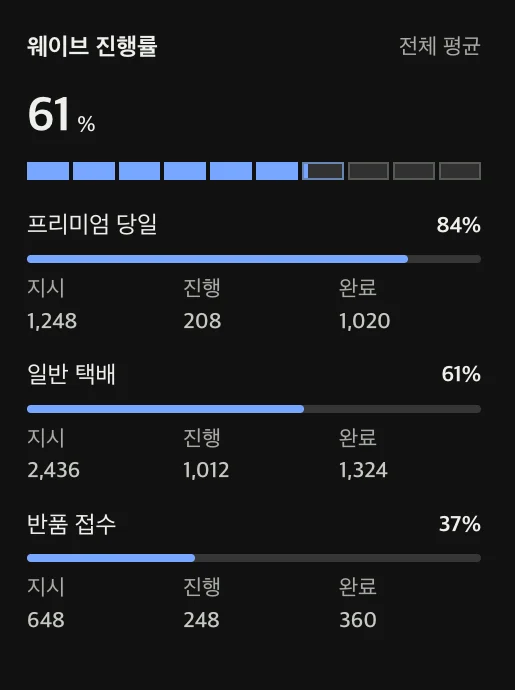 웨이브 진행률 전체 평균
61 %
프리미엄 당일 84%
지시 진행 완료
1,248 208 1,020
일반 택배 61%
지시 진행 완료
2,436 1,012 1,324
반품 접수 37%
지시 진행 완료
648 248 360